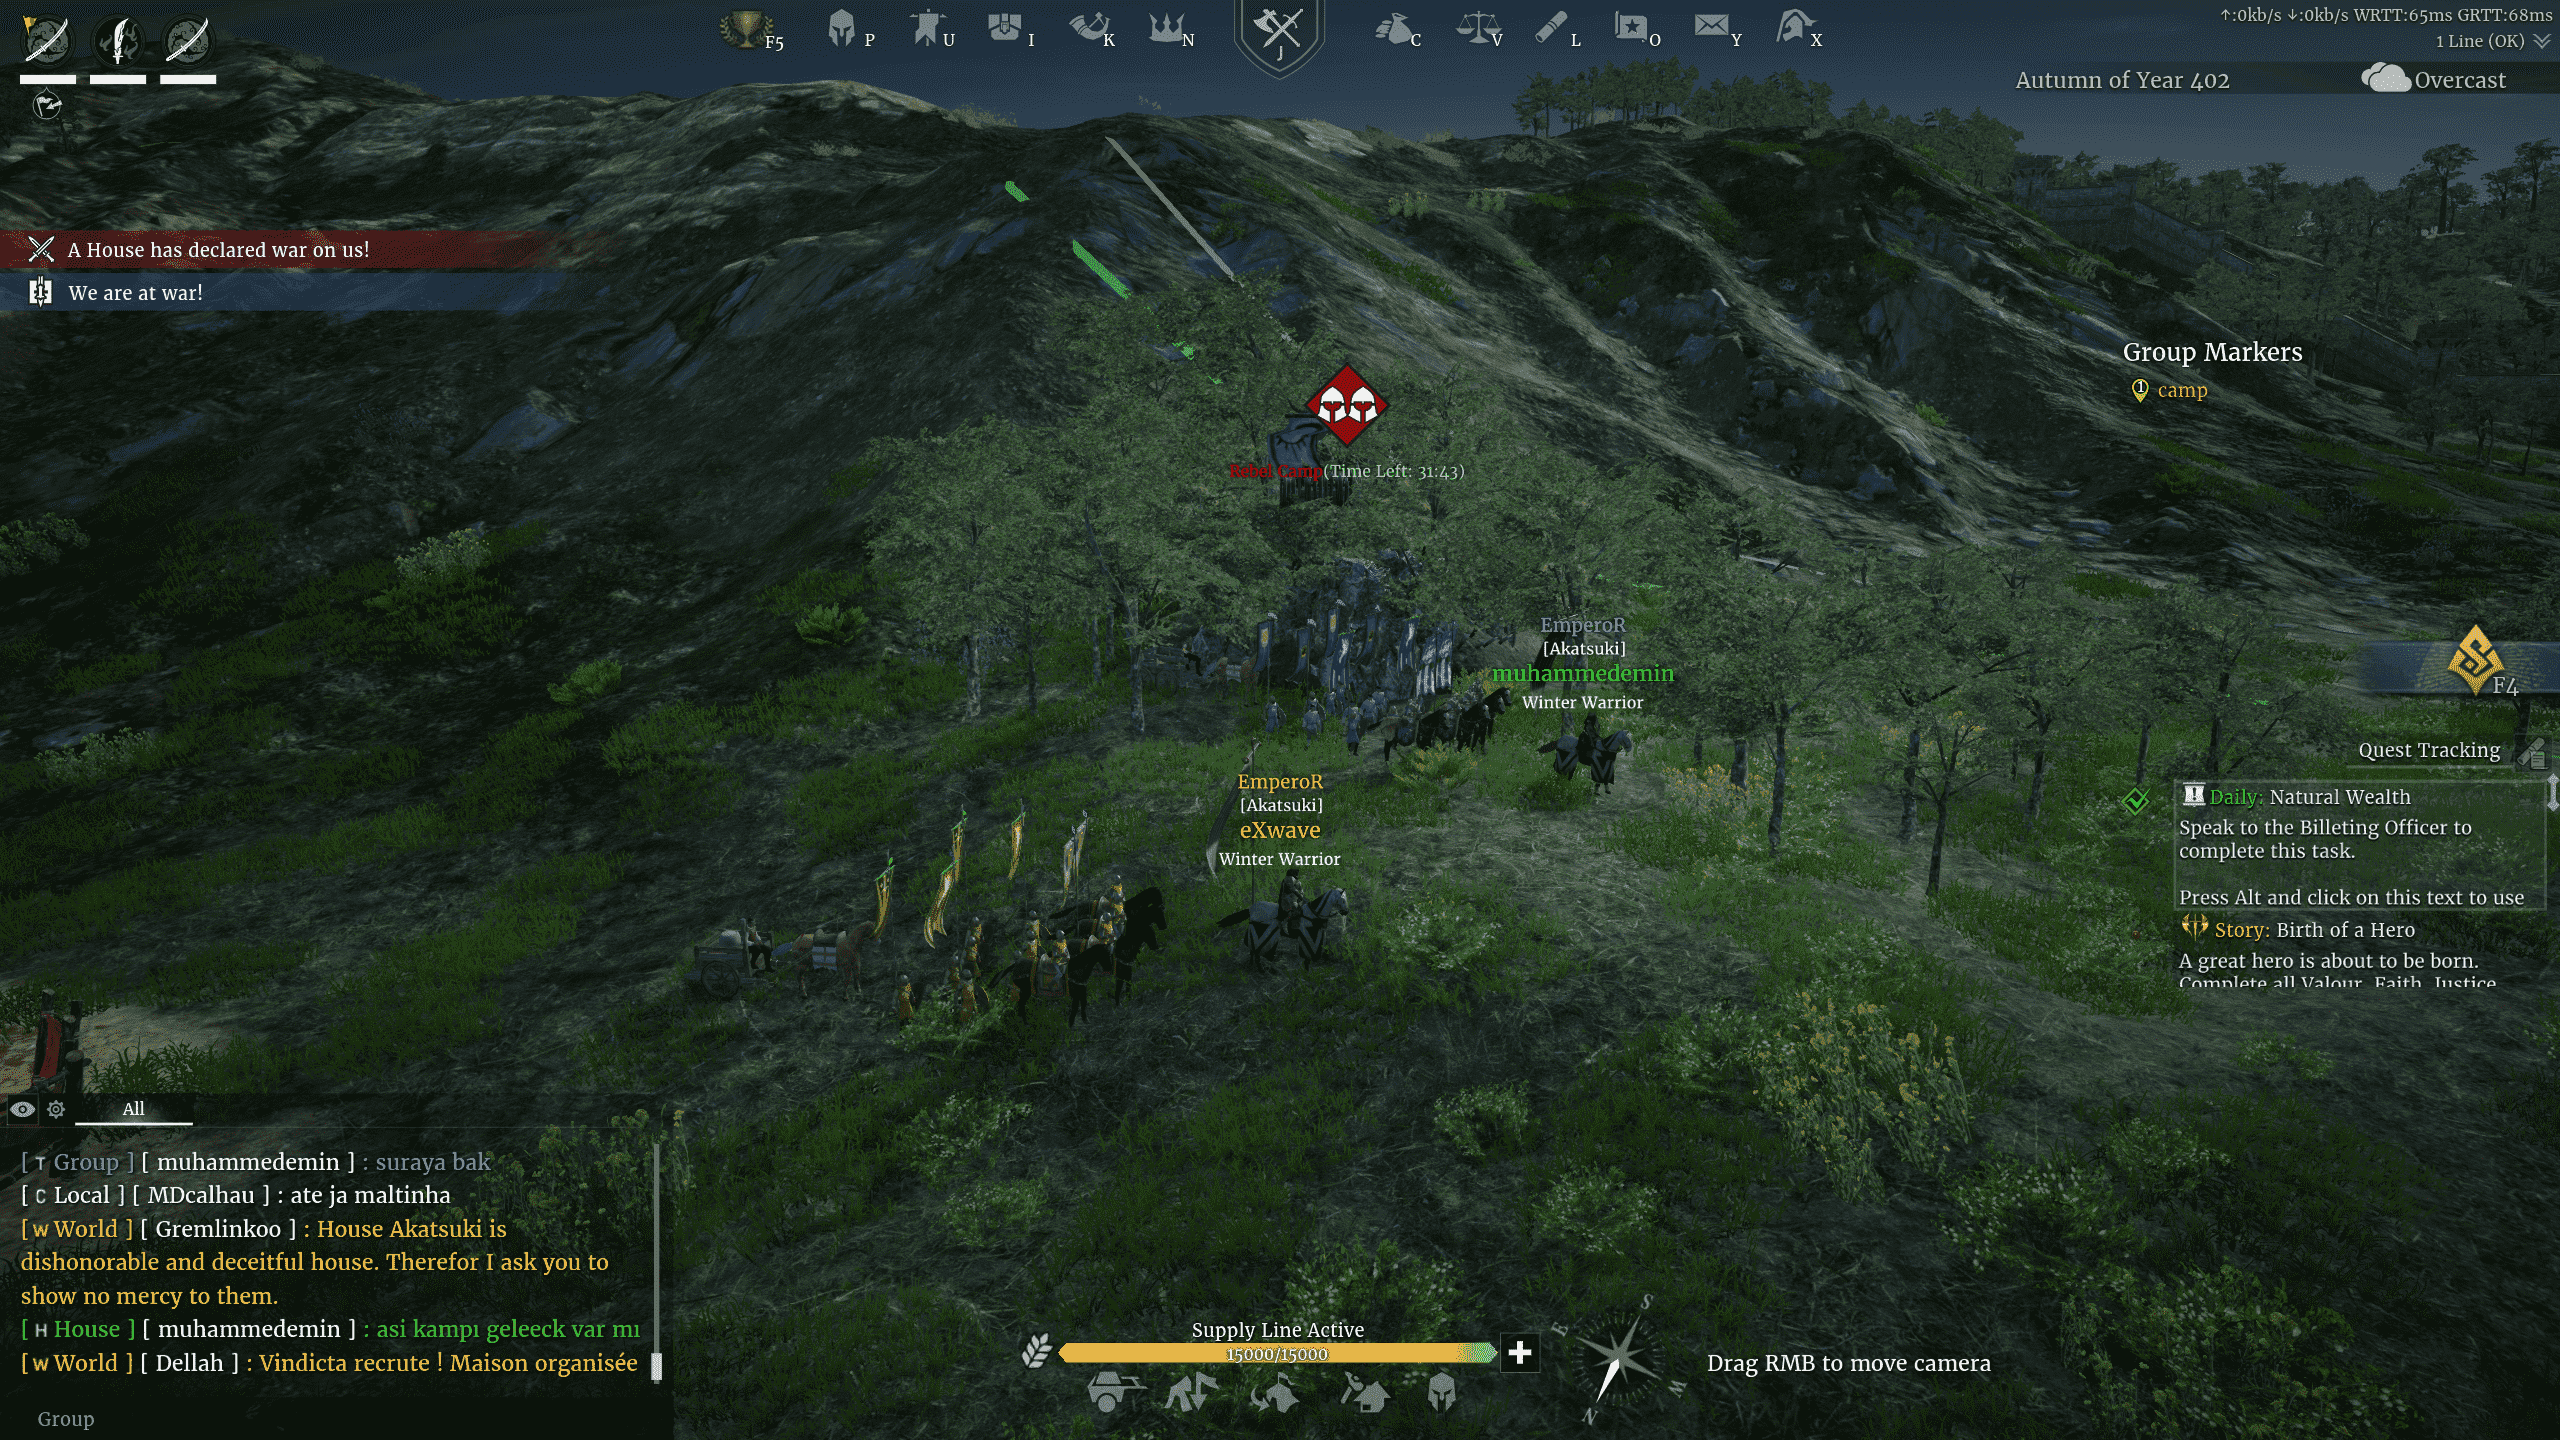 F5
P
U
I
K
N
J
C
V
L
O
Y
X
↑:0kb/s ↓:0kb/s WRTT:65ms GRTT:68ms
1 Line (OK)
Autumn of Year 402
Overcast
A House has declared war on us!
We are at war!
Group Markers
1 camp
Rebel Camp(Time Left: 31:43)
EmperoR
[Akatsuki]
muhammedemin
Winter Warrior
EmperoR
[Akatsuki]
eXwave
Winter Warrior
F4
Quest Tracking
Daily: Natural Wealth
Speak to the Billeting Officer to
complete this task.
Press Alt and click on this text to use
Story: Birth of a Hero
A great hero is about to be born.
Complete all Valour, Faith, Justice
All
[ T Group ] [ muhammedemin ] : suraya bak
[ C Local ] [ MDcalhau ] : ate ja maltinha
[ W World ] [ Gremlinkoo ] : House Akatsuki is
dishonorable and deceitful house. Therefor I ask you to
show no mercy to them.
[ H House ] [ muhammedemin ] : asi kampı geleeck var mı
[ W World ] [ Dellah ] : Vindicta recrute ! Maison organisée
Group
Supply Line Active
15000/15000
S
E
W
N
Drag RMB to move camera